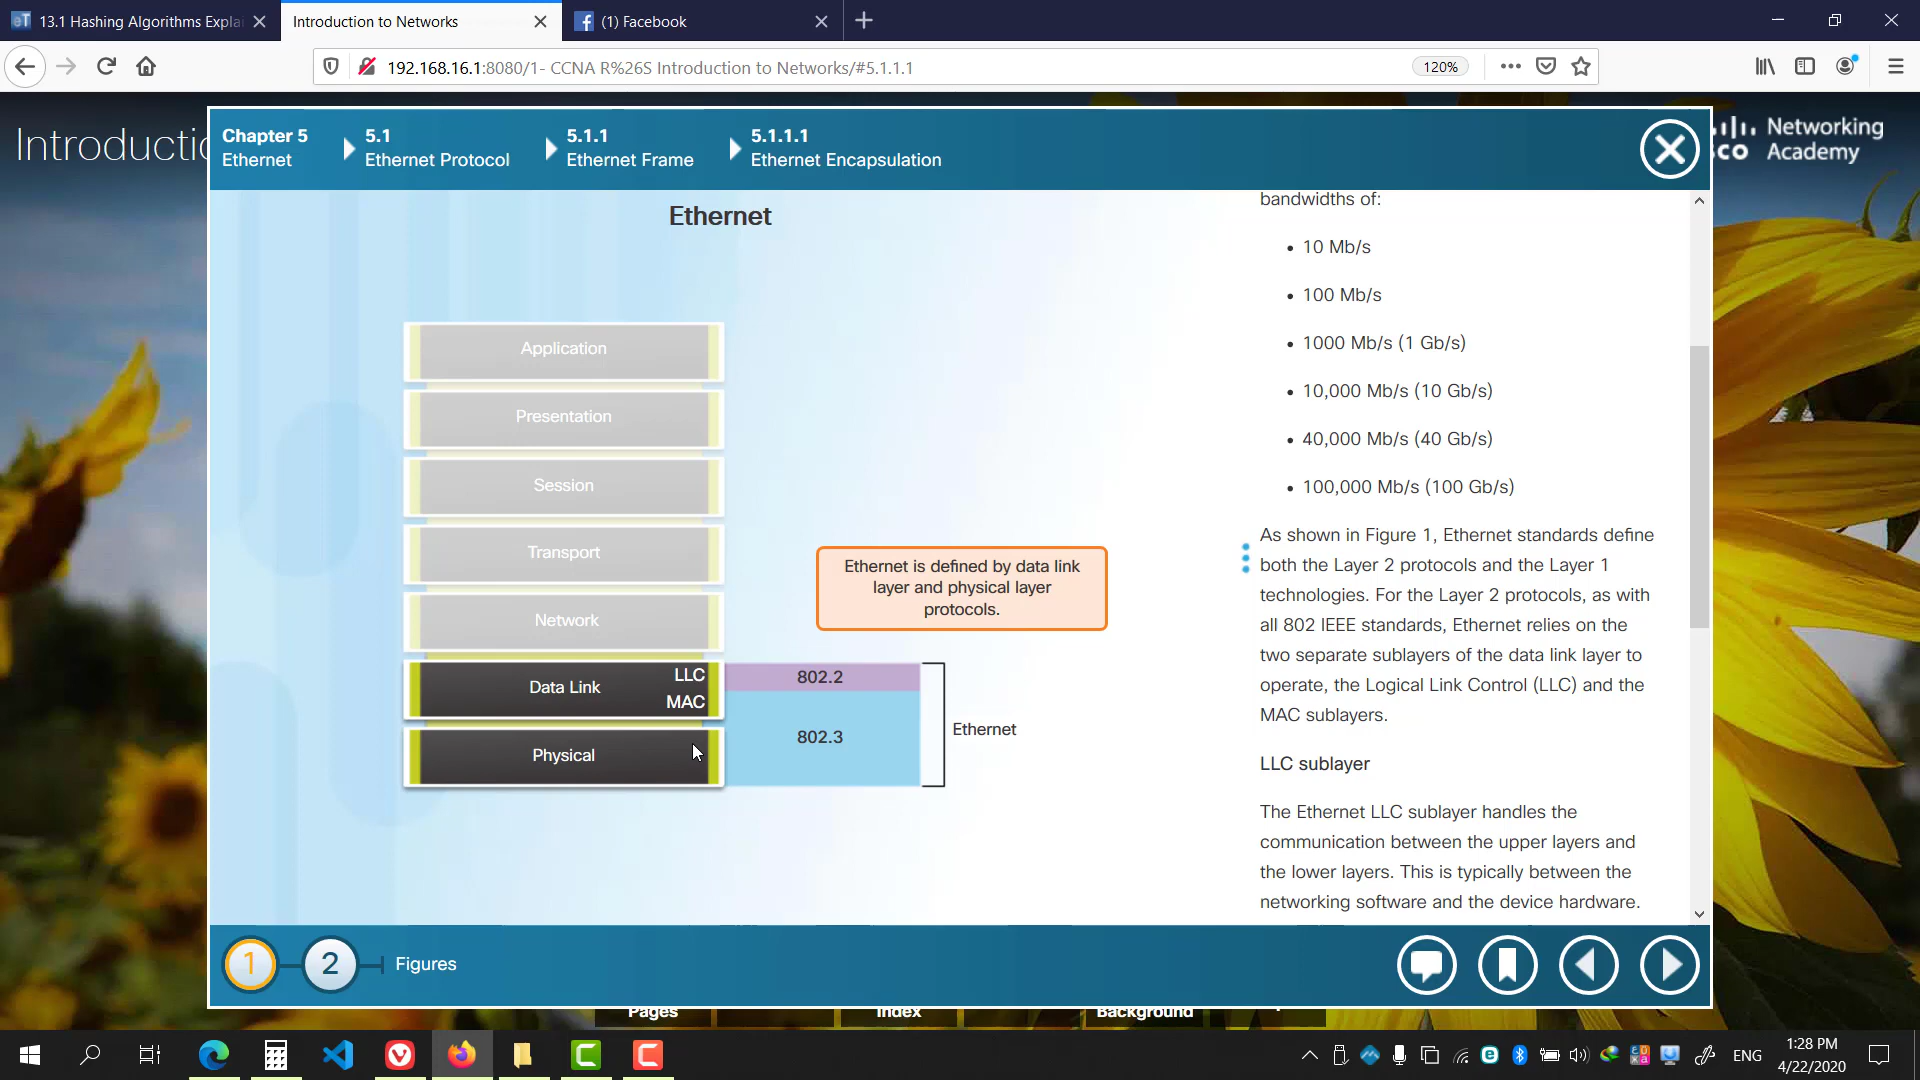 13.1 Hashing Algorithms Explai
Introduction to Networks
(1) Facebook
192.168.16.1:8080/1- CCNA R%26S Introduction to Networks/#5.1.1.1
120%
Introductio
Networking
Academy
Chapter 5
Ethernet
5.1
Ethernet Protocol
5.1.1
Ethernet Frame
5.1.1.1
Ethernet Encapsulation
Ethernet
Application
Presentation
Session
Transport
Network
Data Link
LLC
MAC
Physical
802.2
802.3
Ethernet
Ethernet is defined by data link
layer and physical layer
protocols.
bandwidths of:
• 10 Mb/s
• 100 Mb/s
• 1000 Mb/s (1 Gb/s)
• 10,000 Mb/s (10 Gb/s)
• 40,000 Mb/s (40 Gb/s)
• 100,000 Mb/s (100 Gb/s)
As shown in Figure 1, Ethernet standards define
both the Layer 2 protocols and the Layer 1
technologies. For the Layer 2 protocols, as with
all 802 IEEE standards, Ethernet relies on the
two separate sublayers of the data link layer to
operate, the Logical Link Control (LLC) and the
MAC sublayers.
LLC sublayer
The Ethernet LLC sublayer handles the
communication between the upper layers and
the lower layers. This is typically between the
networking software and the device hardware.
1
2
Figures
Pages
Index
Background
ENG
1:28 PM
4/22/2020